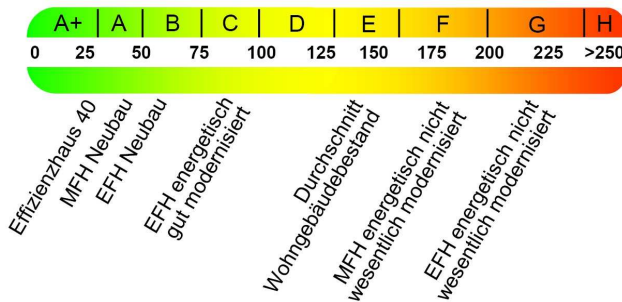 A+ A B C D E F G H
0 25 50 75 100 125 150 175 200 225 >250
Effizienzhaus 40
MFH Neubau
EFH Neubau
EFH energetisch
gut modernisiert
Durchschnitt
Wohngebäudebestand
MFH energetisch nicht
wesentlich modernisiert
EFH energetisch nicht
wesentlich modernisiert